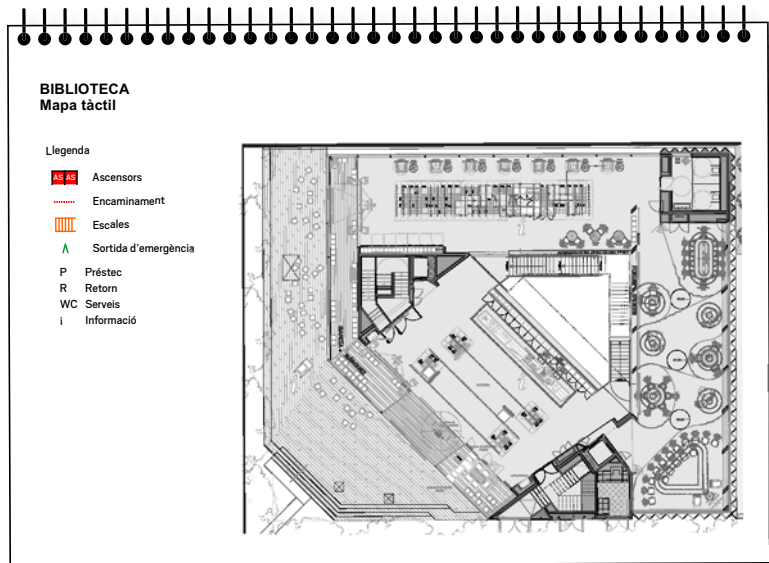 BIBLIOTECA
Mapa tàctil
Llegenda
AS AS Ascensors
Encaminament
Escales
Sortida d'emergència
P Préstec
R Retorn
WC Serveis
i Informació